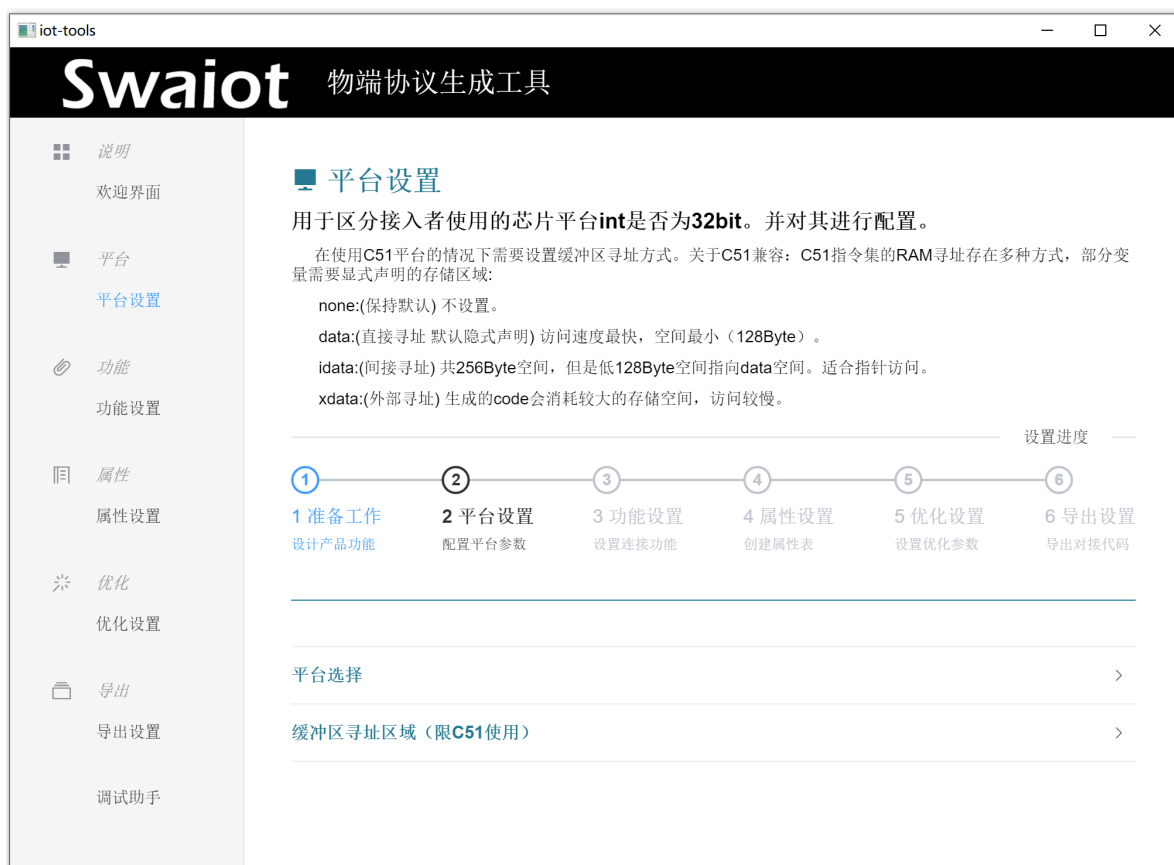 iot-tools
Swaiot 物端协议生成工具
说明
欢迎界面
平台
平台设置
功能
功能设置
属性
属性设置
优化
优化设置
导出
导出设置
调试助手
平台设置
用于区分接入者使用的芯片平台int是否为32bit。并对其进行配置。
在使用C51平台的情况下需要设置缓冲区寻址方式。关于C51兼容：C51指令集的RAM寻址存在多种方式，部分变
量需要显式声明的存储区域:
none:(保持默认) 不设置。
data:(直接寻址 默认隐式声明) 访问速度最快，空间最小（128Byte）。
idata:(间接寻址) 共256Byte空间，但是低128Byte空间指向data空间。适合指针访问。
xdata:(外部寻址) 生成的code会消耗较大的存储空间，访问较慢。
设置进度
1 2 3 4 5 6
1 准备工作 2 平台设置 3 功能设置 4 属性设置 5 优化设置 6 导出设置
设计产品功能 配置平台参数 设置连接功能 创建属性表 设置优化参数 导出对接代码
平台选择
缓冲区寻址区域（限C51使用）